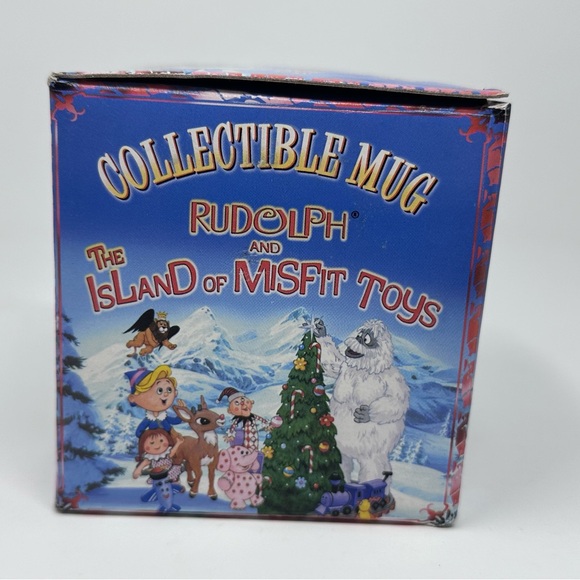 COLLECTIBLE MUG
RUDOLPH®
AND
THE
ISLAND OF MISFIT TOYS